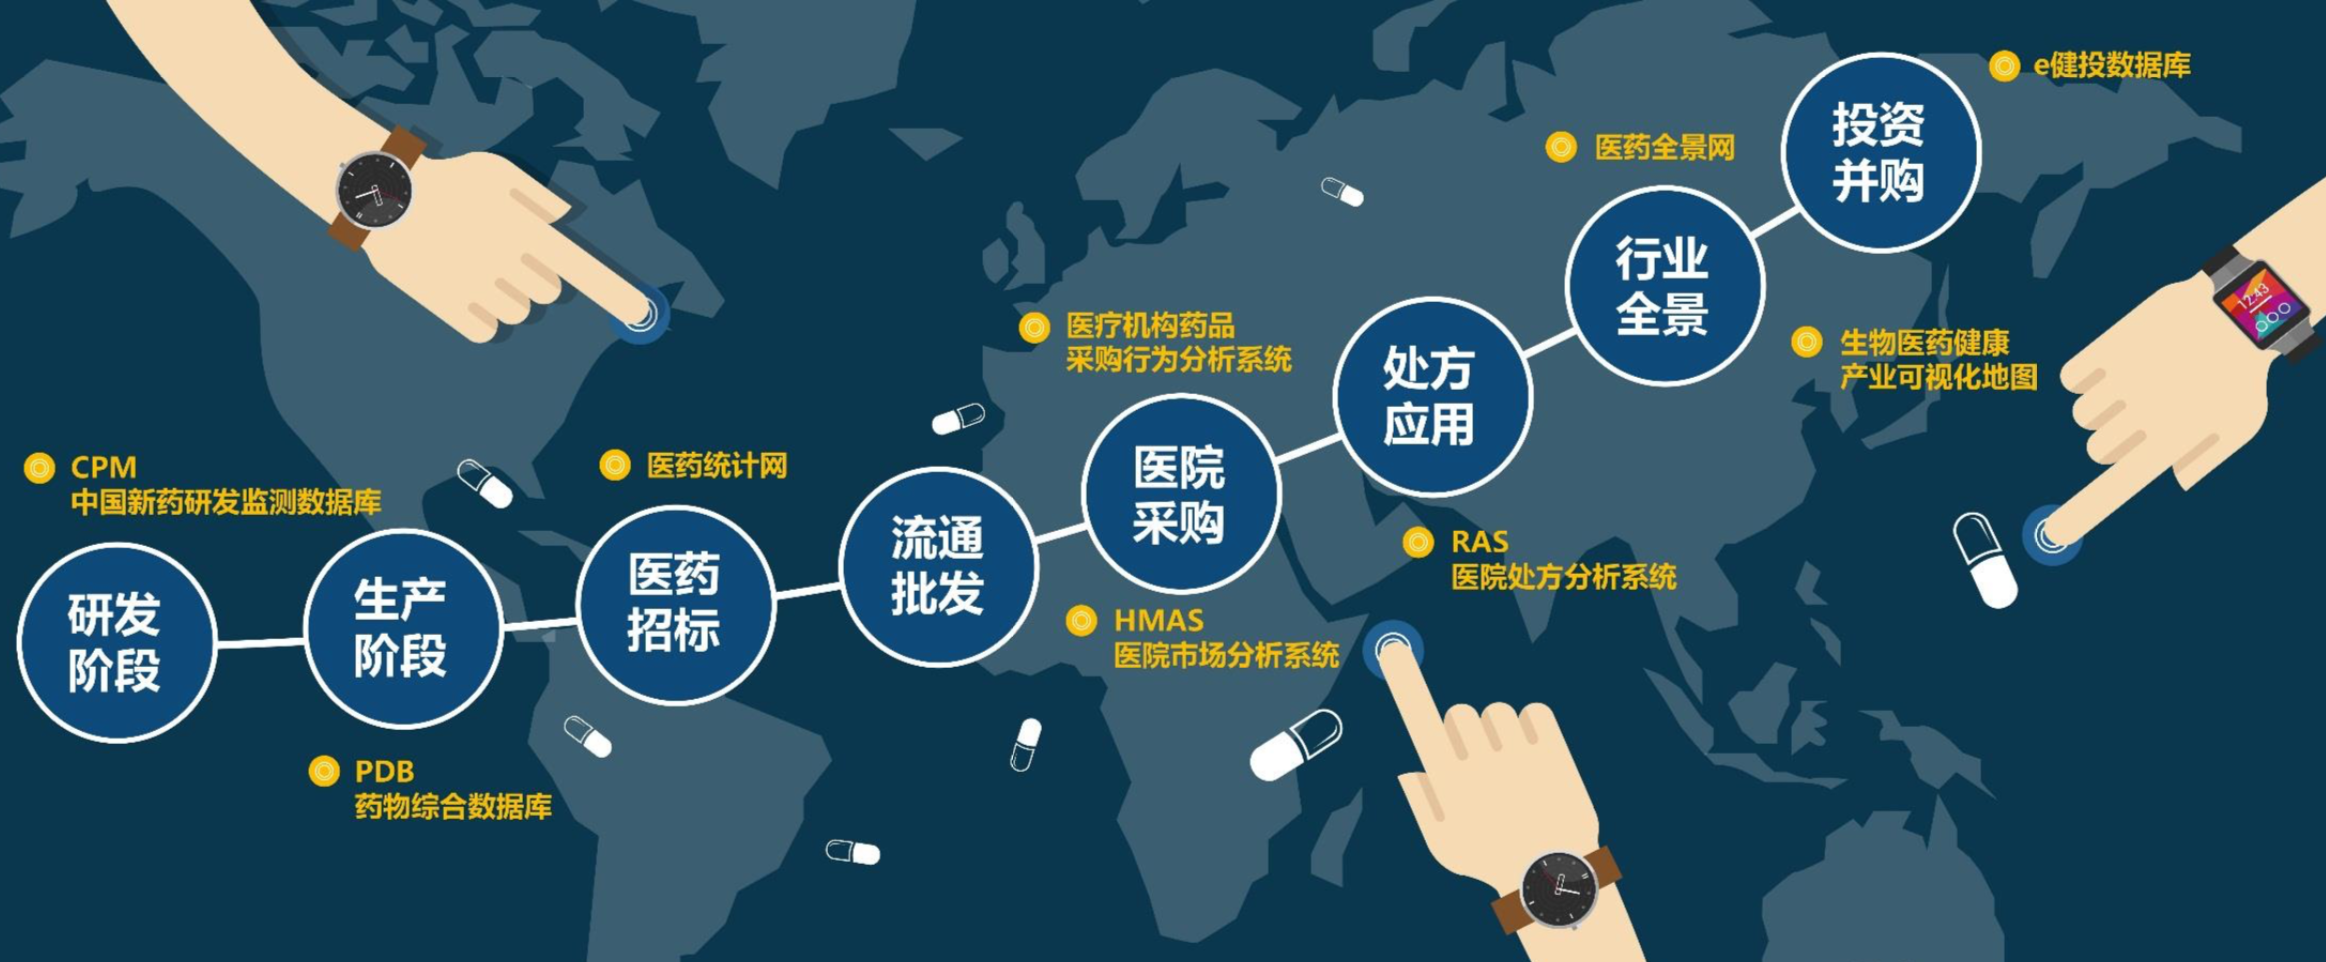 e健投数据库
投资
并购
医药全景网
行业
全景
生物医药健康
产业可视化地图
12:43
医疗机构药品
采购行为分析系统
处方
应用
RAS
医院处方分析系统
医院
采购
HMAS
医院市场分析系统
流通
批发
医药统计网
医药
招标
CPM
中国新药研发监测数据库
生产
阶段
PDB
药物综合数据库
研发
阶段